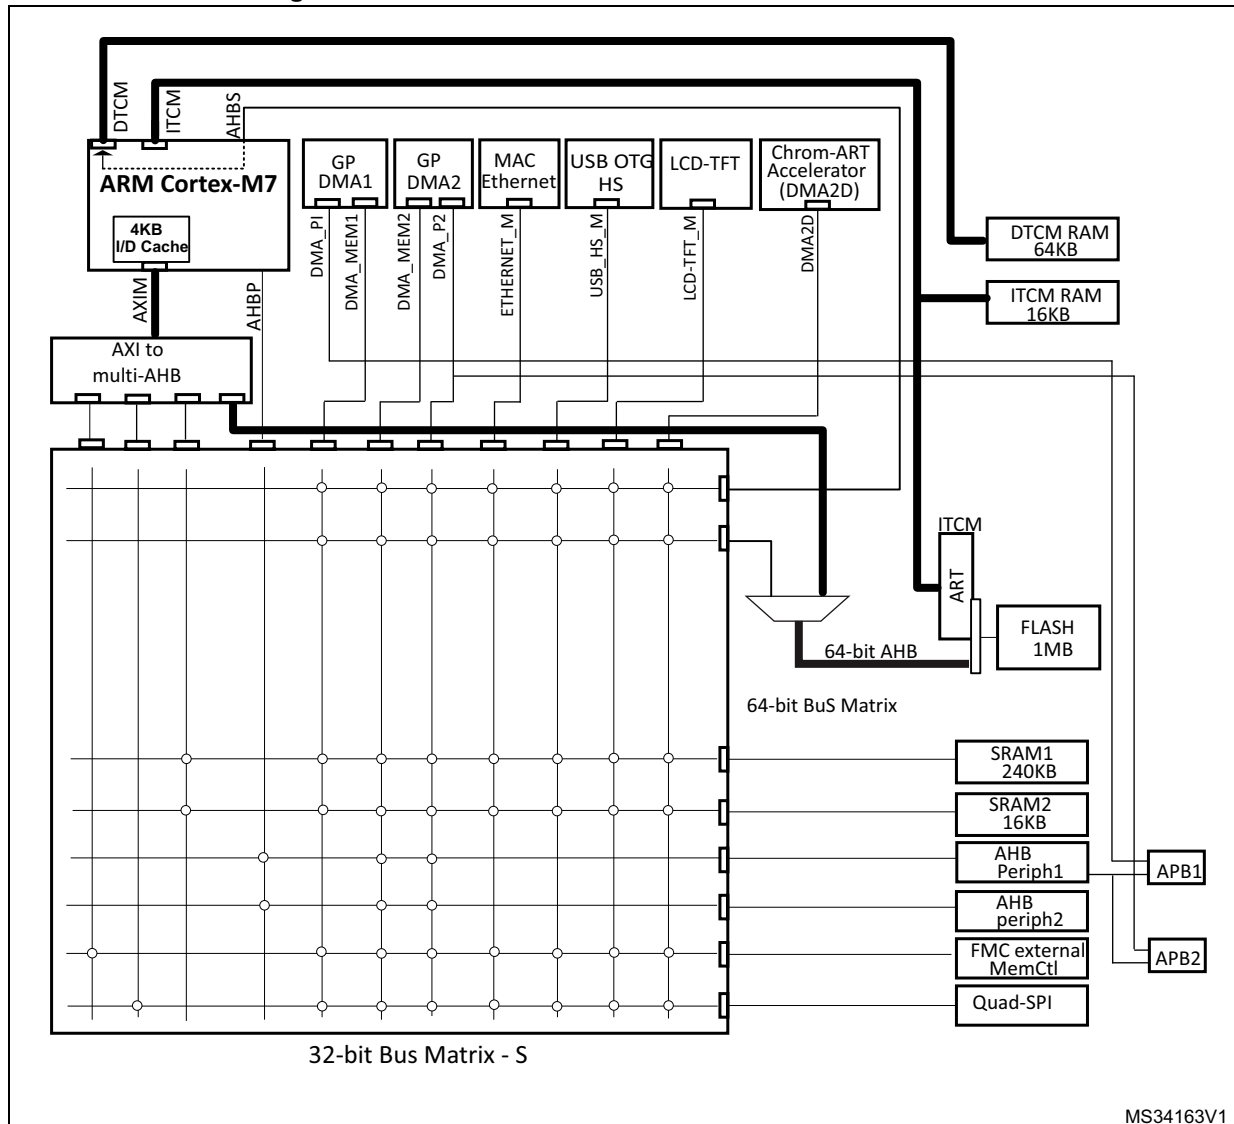 DTCM
ITCM
AHBS
ARM Cortex-M7
4KB
I/D Cache
AXIM
AHBP
GP
DMA1
GP
DMA2
MAC
Ethernet
USB OTG
HS
LCD-TFT
Chrom-ART
Accelerator
(DMA2D)
DMA_PI
DMA_MEM1
DMA_MEM2
DMA_P2
ETHERNET_M
USB_HS_M
LCD-TFT_M
DMA2D
DTCM RAM
64KB
ITCM RAM
16KB
AXI to
multi-AHB
ITCM
ART
FLASH
1MB
64-bit AHB
64-bit BuS Matrix
SRAM1
240KB
SRAM2
16KB
AHB
Periph1
APB1
AHB
periph2
FMC external
MemCtl
APB2
Quad-SPI
32-bit Bus Matrix - S
MS34163V1